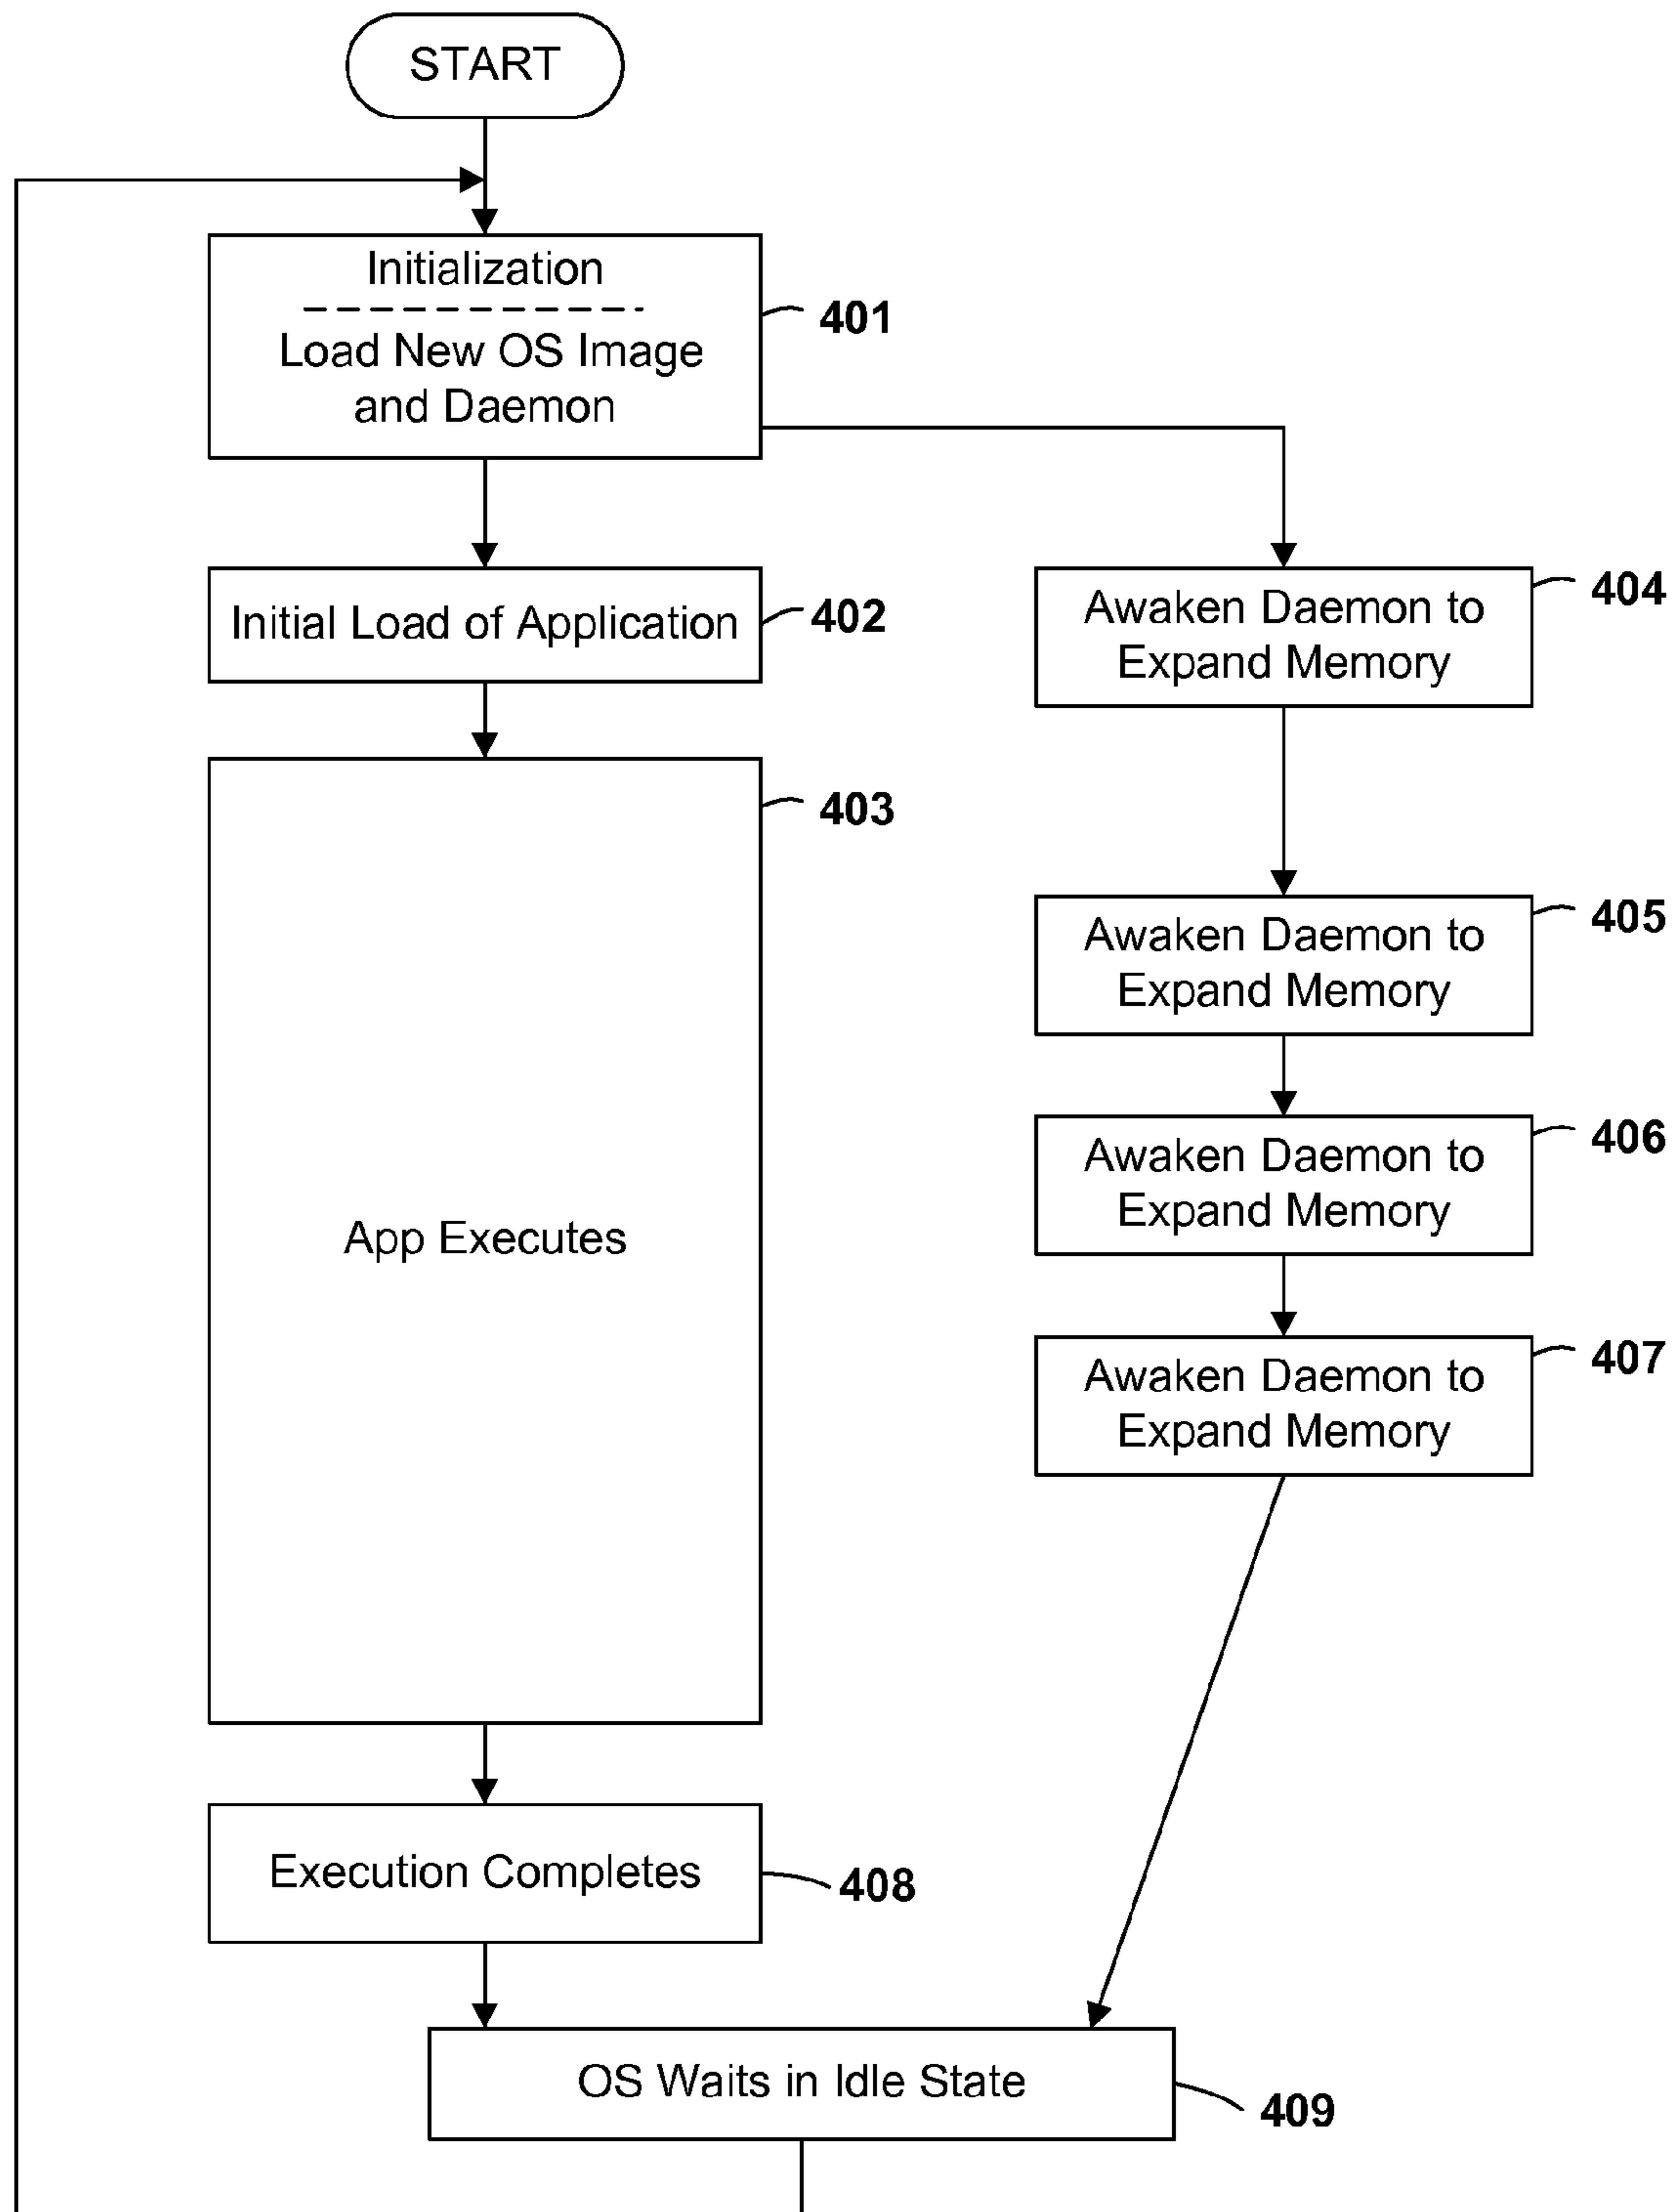 START
Initialization
Load New OS Image
and Daemon
401
Initial Load of Application
402
Awaken Daemon to
Expand Memory
404
403
App Executes
Awaken Daemon to
Expand Memory
405
Awaken Daemon to
Expand Memory
406
Awaken Daemon to
Expand Memory
407
Execution Completes
408
OS Waits in Idle State
409